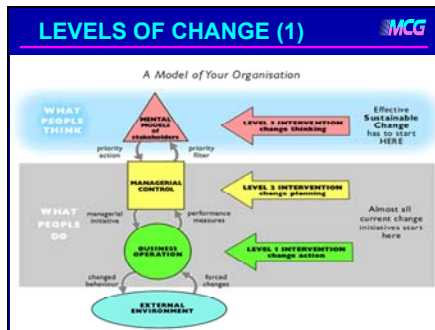 LEVELS OF CHANGE (1)
MCG
A Model of Your Organisation
WHAT
PEOPLE
THINK
MENTAL
MODELS
of
stakeholders
LEVEL 3 INTERVENTION
change thinking
Effective
Sustainable
Change
has to start
HERE
priority
action
priority
filter
MANAGERIAL
CONTROL
LEVEL 2 INTERVENTION
change planning
WHAT
PEOPLE
DO
managerial
initiative
performance
measures
Almost all
current change
initiatives start
here
BUSINESS
OPERATION
LEVEL 1 INTERVENTION
change action
changed
behaviour
forced
changes
EXTERNAL
ENVIRONMENT